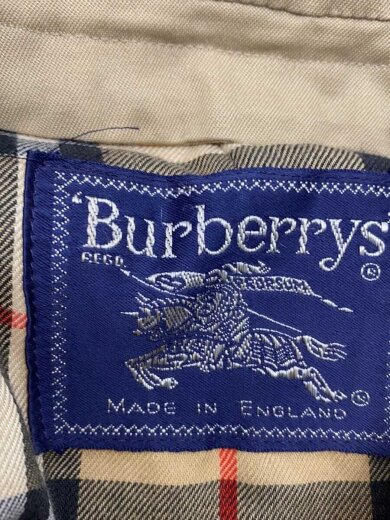 'Burberrys
REGD. ®
PRORSUM
MADE IN ENGLAND ®